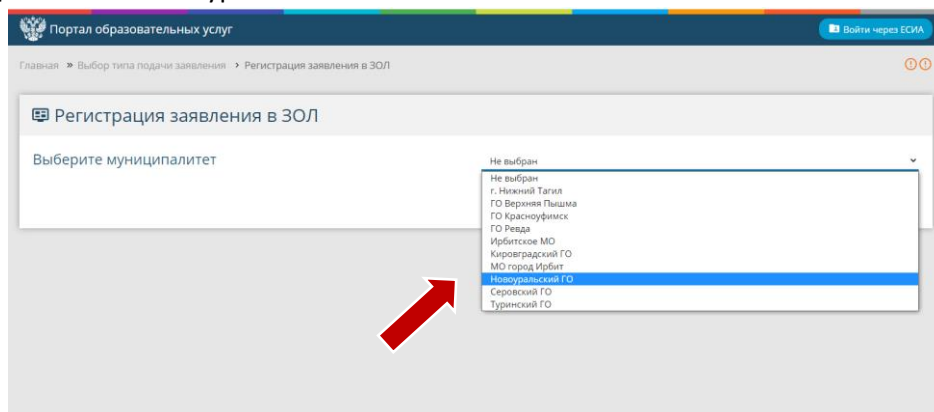 Портал образовательных услуг
Войти через ЕСИА
Главная » Выбор типа подачи заявления › Регистрация заявления в ЗОЛ
Регистрация заявления в ЗОЛ
Выберите муниципалитет
Не выбран
Не выбран
г. Нижний Тагил
ГО Верхняя Пышма
ГО Красноуфимск
ГО Ревда
Ирбитское МО
Кировградский ГО
МО город Ирбит
Новоуральский ГО
Серовский ГО
Туринский ГО